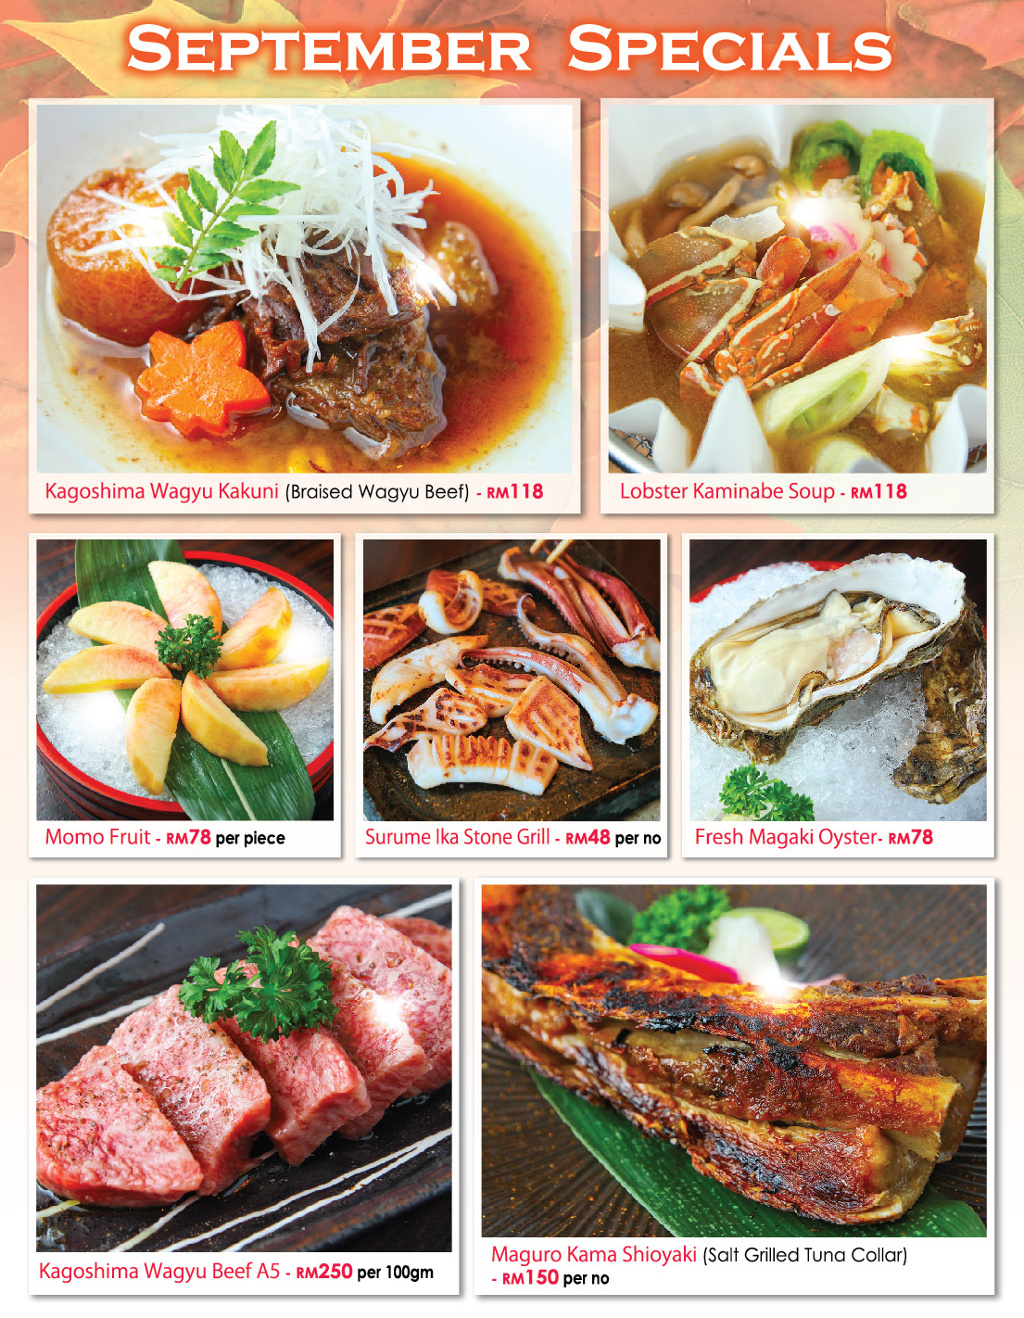 September Specials
Kagoshima Wagyu Kakuni (Braised Wagyu Beef) - RM118
Lobster Kaminabe Soup - RM118
Momo Fruit - RM78 per piece
Surume Ika Stone Grill - RM48 per no
Fresh Magaki Oyster- RM78
Kagoshima Wagyu Beef A5 - RM250 per 100gm
Maguro Kama Shioyaki (Salt Grilled Tuna Collar)
- RM150 per no